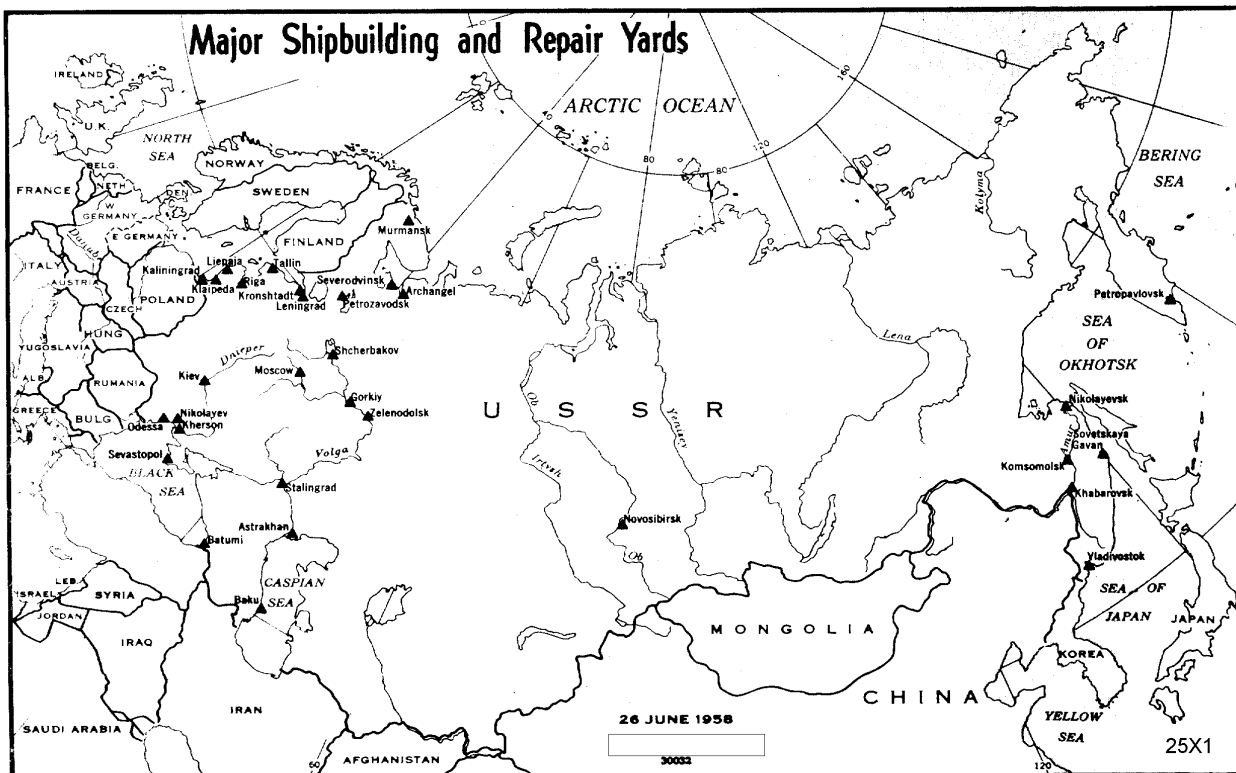 Major Shipbuilding and Repair Yards
IRELAND
U.K.
NORTH
SEA
ARCTIC OCEAN
40
80
80
120
160
BERING
SEA
Kolyma
NORWAY
SWEDEN
FINLAND
BELG.
NETH
DEN
FRANCE
W
GERMANY
E GERMANY
Danube
ITALY
AUSTRIA
POLAND
CZECH
HUNG
YUGOSLAVIA
RUMANIA
ALB
GREECE
BULG
Murmansk
Liepaja
Tallin
Kaliningrad
Klaipeda
Riga
Kronshtadt
Leningrad
Severodvinsk
Archangel
Petrozavodsk
Petropavlovsk
SEA
OF
OKHOTSK
Lena
Dnieper
Shcherbakov
Moscow
Kiev
Gorkiy
Zelenodolsk
USSR
Ob
Yenisey
Nikolayev
Kherson
Odessa
Sevastopol
BLACK
SEA
Volga
Irtysh
Stalingrad
Nikolayevsk
Amur
Sovetskaya
Gavan
Komsomolsk
Khabarovsk
Novosibirsk
Ob
Astrakhan
Batumi
CASPIAN
SEA
Baku
Vladivostok
SEA OF
JAPAN
JAPAN
LEB.
ISRAEL
SYRIA
JORDAN
IRAQ
MONGOLIA
KOREA
CHINA
IRAN
SAUDI ARABIA
YELLOW
SEA
26 JUNE 1958
30032
60
AFGHANISTAN
120
25X1